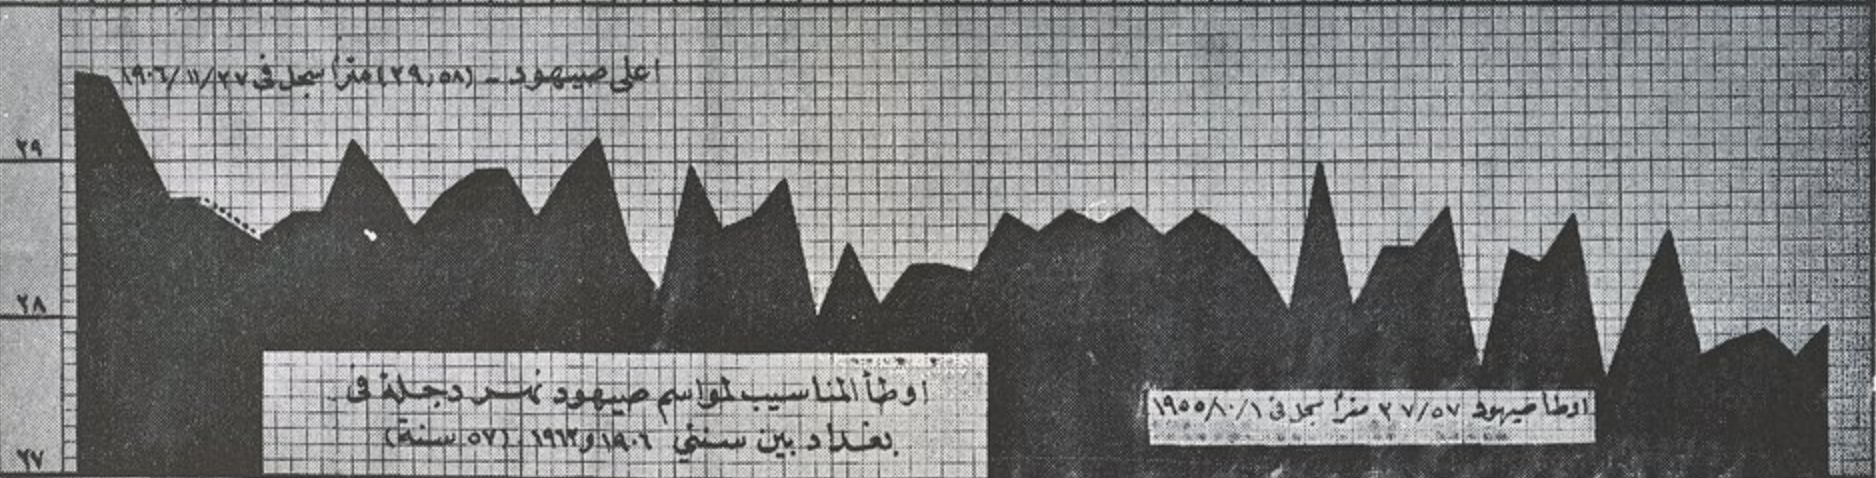 اعلى صيهود - (٢٩,٥٨) متراً سجل في ١٩٠٦/١١/٢٧
٢٩
٢٨
اوطأ المناسيب لمواسم صيهود نهر دجلة في
بغداد بين سنتي ١٩٠٦ و١٩٦٢ (٥٧ سنة)
اوطأ صيهود ٢٧/٥٧ متراً سجل في ١٩٥٥/١٠/١
٢٧